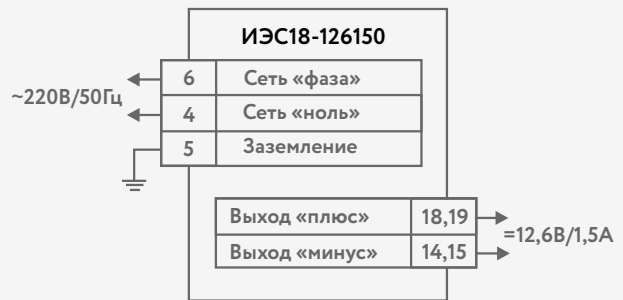 ИЭС18-126150
6 Сеть «фаза»
~220В/50Гц
4 Сеть «ноль»
5 Заземление
Выход «плюс» 18,19
=12,6В/1,5А
Выход «минус» 14,15